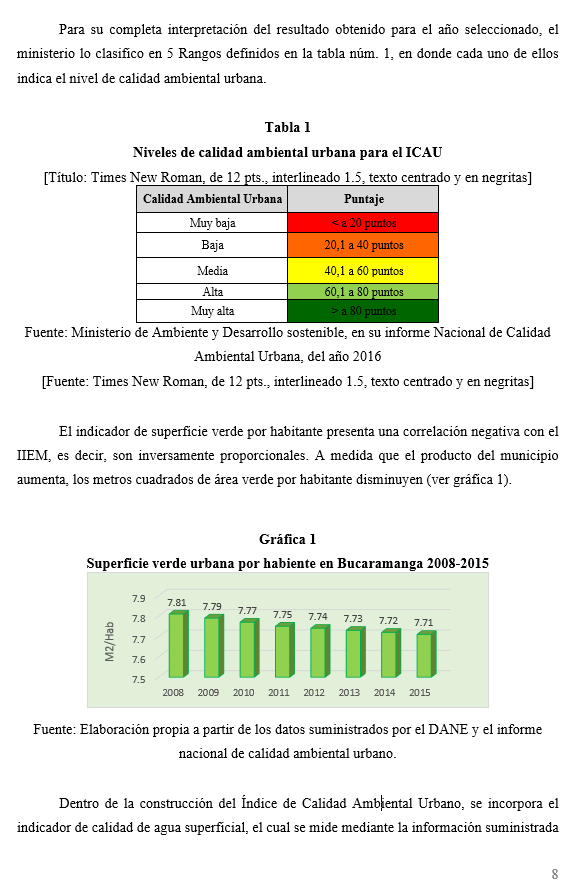 Para su completa interpretación del resultado obtenido para el año seleccionado, el
ministerio lo clasifico en 5 Rangos definidos en la tabla núm. 1, en donde cada uno de ellos
indica el nivel de calidad ambiental urbana.
Tabla 1
Niveles de calidad ambiental urbana para el ICAU
[Título: Times New Roman, de 12 pts., interlineado 1.5, texto centrado y en negritas]
Calidad Ambiental Urbana Puntaje
Muy baja < a 20 puntos
Baja 20,1 a 40 puntos
Media 40,1 a 60 puntos
Alta 60,1 a 80 puntos
Muy alta > a 80 puntos
Fuente: Ministerio de Ambiente y Desarrollo sostenible, en su informe Nacional de Calidad
Ambiental Urbana, del año 2016
[Fuente: Times New Roman, de 12 pts., interlineado 1.5, texto centrado y en negritas]
El indicador de superficie verde por habitante presenta una correlación negativa con el
IIEM, es decir, son inversamente proporcionales. A medida que el producto del municipio
aumenta, los metros cuadrados de área verde por habitante disminuyen (ver gráfica 1).
Gráfica 1
Superficie verde urbana por habiente en Bucaramanga 2008-2015
M2/Hab
7.9
7.8
7.7
7.6
7.5
7.81 7.79 7.77 7.75 7.74 7.73 7.72 7.71
2008 2009 2010 2011 2012 2013 2014 2015
Fuente: Elaboración propia a partir de los datos suministrados por el DANE y el informe
nacional de calidad ambiental urbano.
Dentro de la construcción del Índice de Calidad Ambiental Urbano, se incorpora el
indicador de calidad de agua superficial, el cual se mide mediante la información suministrada
8